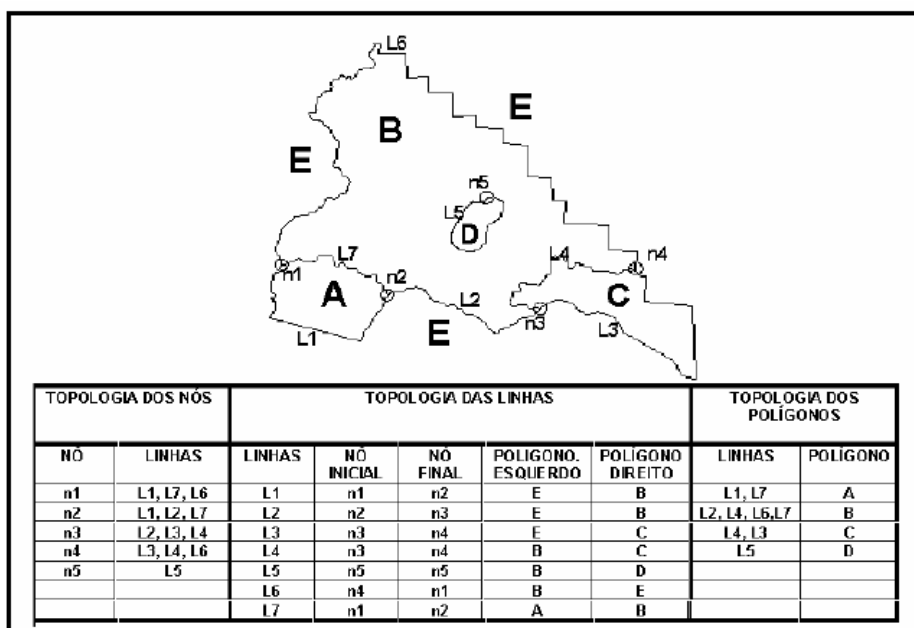 L6
E
B
E
n5
L5
D
L7
L4
n4
n1
n2
A
L2
C
E
n3
L3
L1
TOPOLOGIA DOS NÓS TOPOLOGIA DAS LINHAS TOPOLOGIA DOS
POLÍGONOS
NÓ LINHAS LINHAS NÓ
INICIAL NÓ
FINAL POLIGONO.
ESQUERDO POLÍGONO
DIREITO LINHAS POLÍGONO
n1 L1, L7, L6 L1 n1 n2 E B L1, L7 A
n2 L1, L2, L7 L2 n2 n3 E B L2, L4, L6,L7 B
n3 L2, L3, L4 L3 n3 n4 E C L4, L3 C
n4 L3, L4, L6 L4 n3 n4 B C L5 D
n5 L5 L5 n5 n5 B D
L6 n4 n1 B E
L7 n1 n2 A B